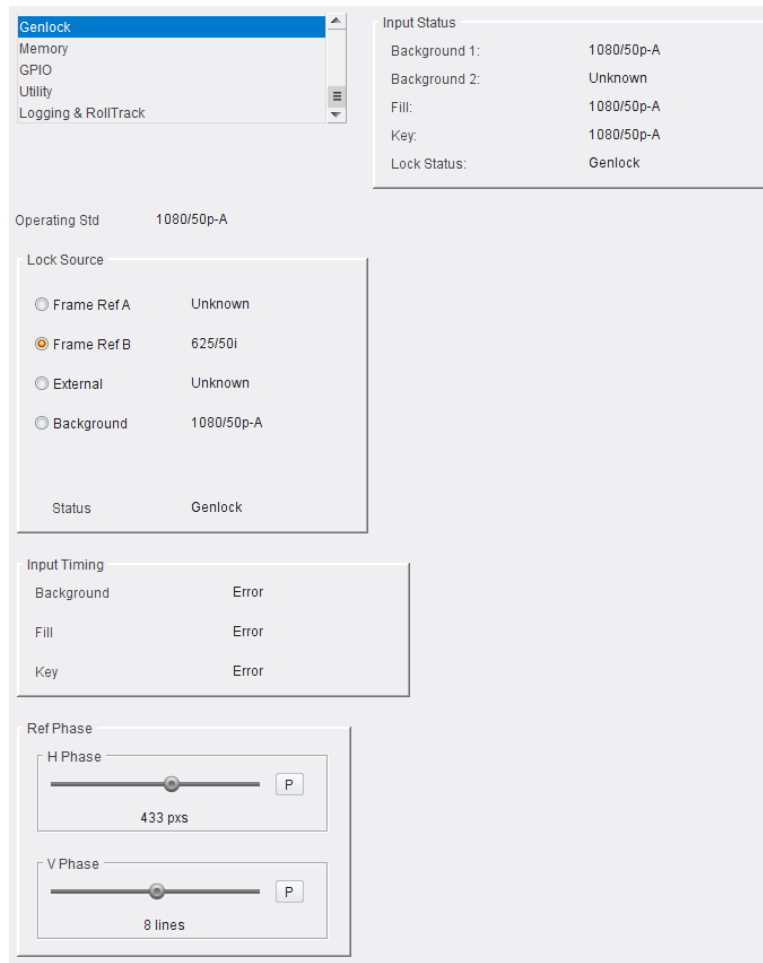 Genlock
Memory
GPIO
Utility
Logging & RollTrack
Input Status
Background 1: 1080/50p-A
Background 2: Unknown
Fill: 1080/50p-A
Key: 1080/50p-A
Lock Status: Genlock
Operating Std 1080/50p-A
Lock Source
Frame Ref A Unknown
Frame Ref B 625/50i
External Unknown
Background 1080/50p-A
Status Genlock
Input Timing
Background Error
Fill Error
Key Error
Ref Phase
H Phase
P
433 pxs
V Phase
P
8 lines